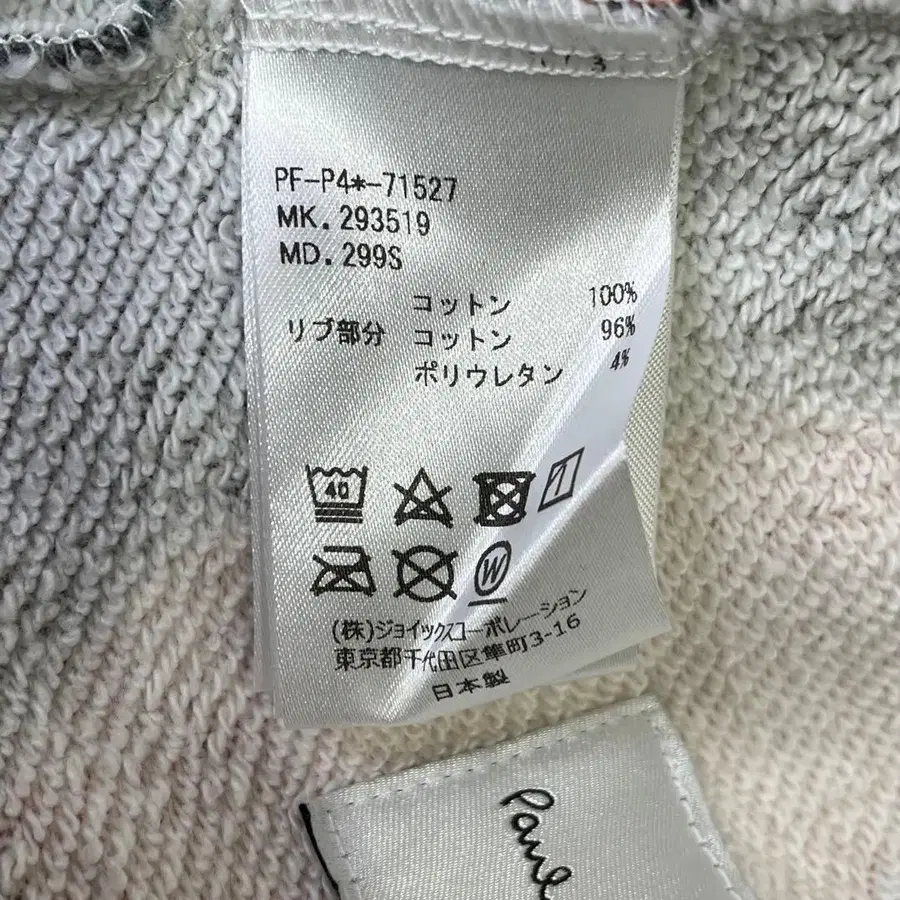 PF-P4*-71527
MK.293519
MD.299S
コットン 100%
リブ部分 コットン 96%
ポリウレタン 4%
40
1
W
(株)ジョイックスコーポレーション
東京都千代田区隼町3-16
日本製
Paul